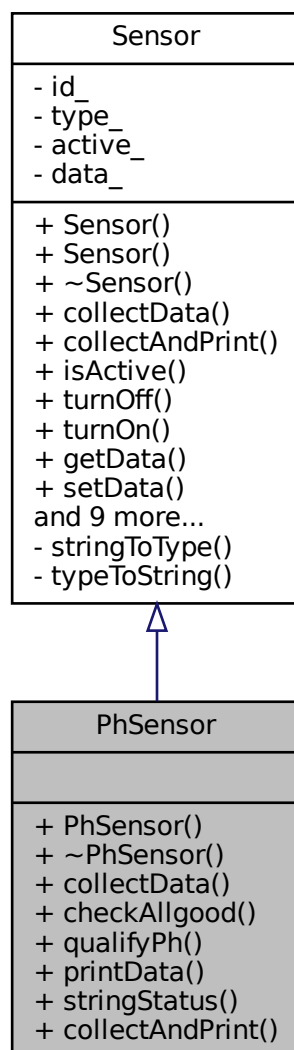 Sensor
- id_
- type_
- active_
- data_
+ Sensor()
+ Sensor()
+ ~Sensor()
+ collectData()
+ collectAndPrint()
+ isActive()
+ turnOff()
+ turnOn()
+ getData()
+ setData()
and 9 more...
- stringToType()
- typeToString()
PhSensor
+ PhSensor()
+ ~PhSensor()
+ collectData()
+ checkAllgood()
+ qualifyPh()
+ printData()
+ stringStatus()
+ collectAndPrint()